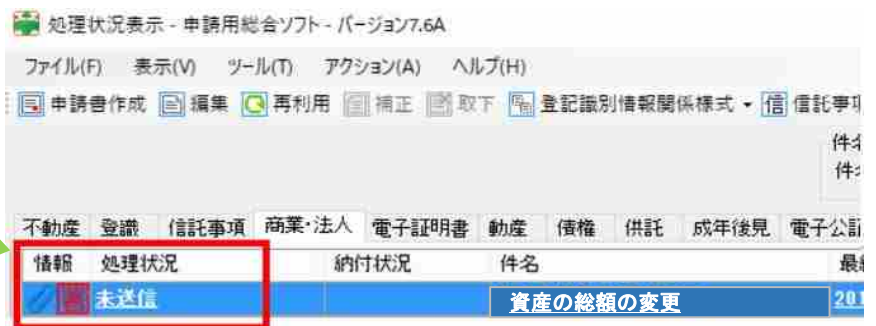 処理状況表示 - 申請用総合ソフト - バージョン7.6A
ファイル(F) 表示(V) ツール(T) アクション(A) ヘルプ(H)
申請書作成 編集 再利用 補正 取下 登記識別情報関係様式 信 信託事項
件名
件名
不動産 登識 信託事項 商業・法人 電子証明書 動産 債権 供託 成年後見 電子公証
情報 処理状況 納付状況 件名 最終
未送信 資産の総額の変更 201